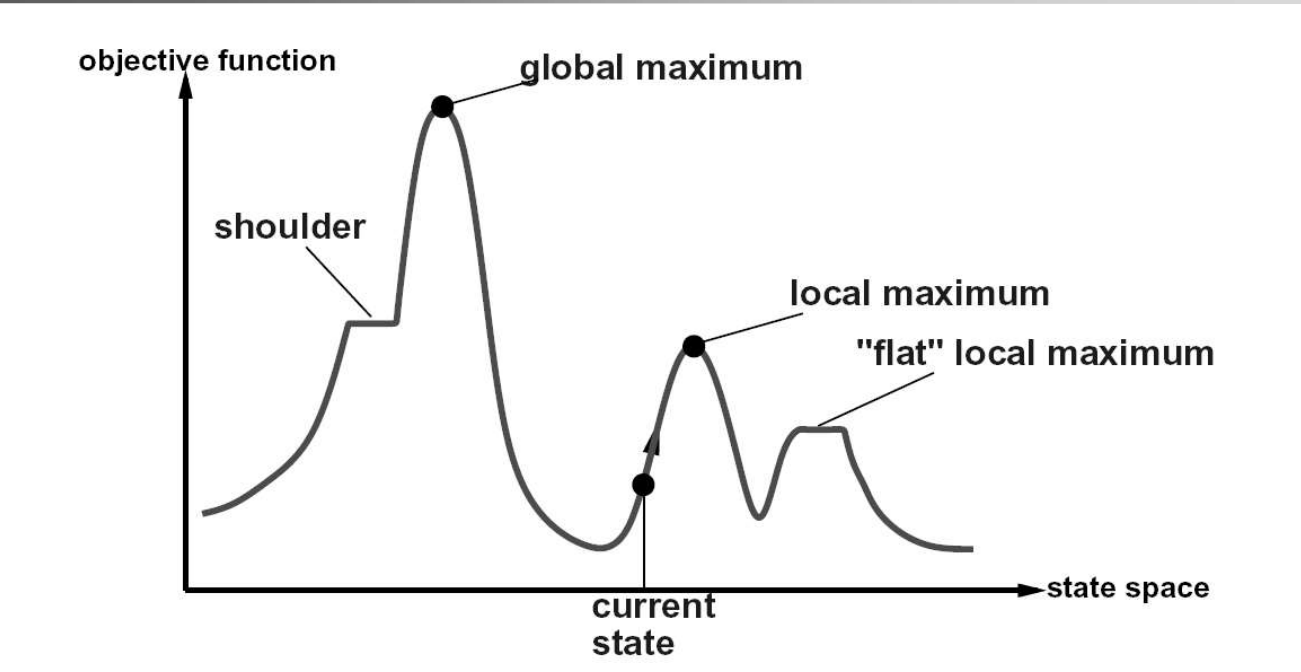 objective function
global maximum
shoulder
local maximum
"flat" local maximum
state space
current
state